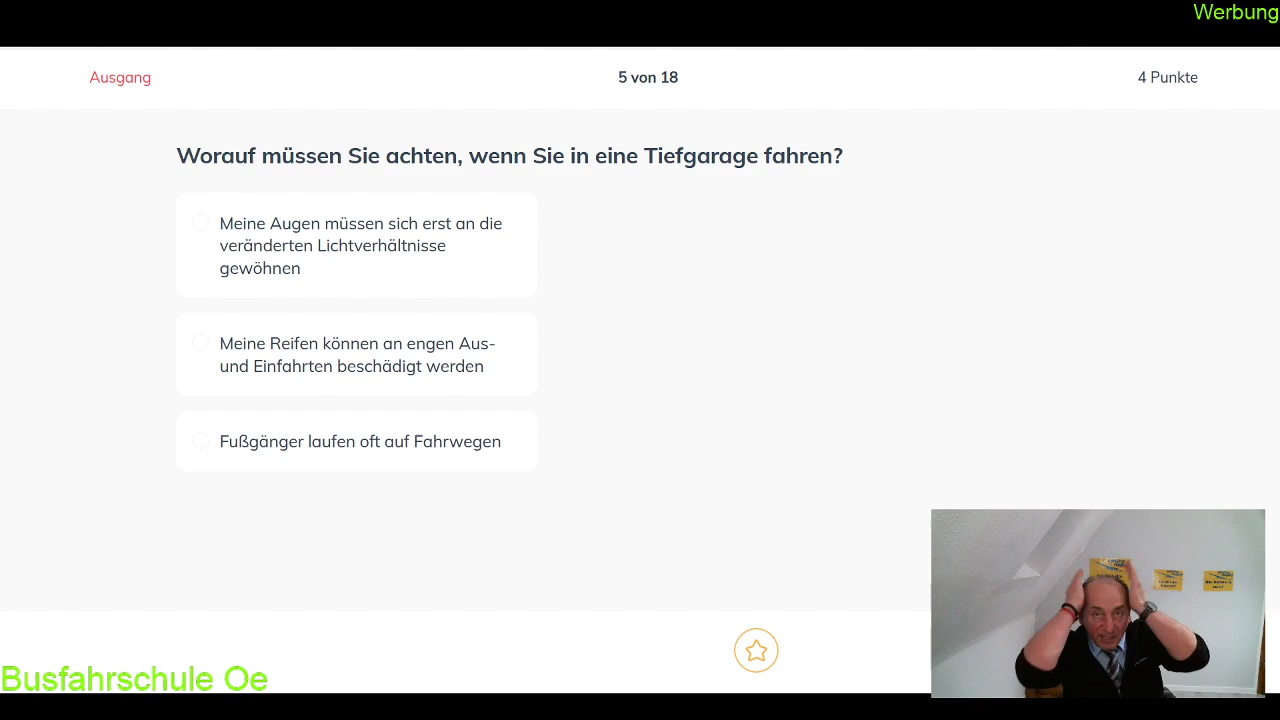 Werbung
Ausgang
5 von 18
4 Punkte
Worauf müssen Sie achten, wenn Sie in eine Tiefgarage fahren?
Meine Augen müssen sich erst an die
veränderten Lichtverhältnisse
gewöhnen
Meine Reifen können an engen Aus-
und Einfahrten beschädigt werden
Fußgänger laufen oft auf Fahrwegen
Busfahrschule Oe